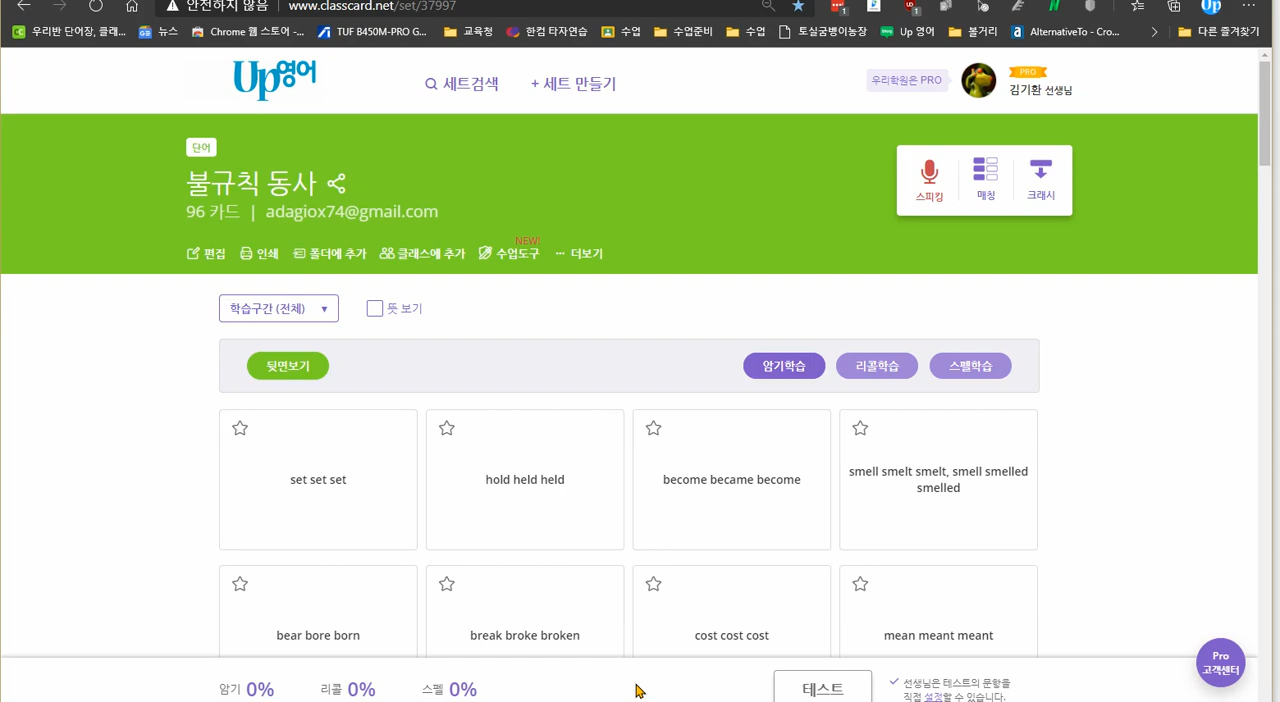 안전하지 않음 www.classcard.net/set/37997
우리반 단어장, 클래... 뉴스 Chrome 웹 스토어 -... TUF B450M-PRO G... 교육청 한컴 타자연습 수업 수업준비 수업 토실굼벵이농장 Up 영어 볼거리 AlternativeTo - Cro... 다른 즐겨찾기
Up영어 세트검색 + 세트 만들기 우리학원은 PRO PRO
김기환 선생님
단어
불규칙 동사
96 카드 | adagiox74@gmail.com
스피킹 매칭 크래시
NEW!
편집 인쇄 폴더에 추가 클래스에 추가 수업도구 ··· 더보기
학습구간 (전체) ▼ 뜻 보기
뒷면보기 암기학습 리콜학습 스펠학습
set set set
hold held held
become became become
smell smelt smelt, smell smelled
smelled
bear bore born
break broke broken
cost cost cost
mean meant meant
Pro
고객센터
암기 0% 리콜 0% 스펠 0% 테스트
선생님은 테스트의 문항을
직접 설정할 수 있습니다.